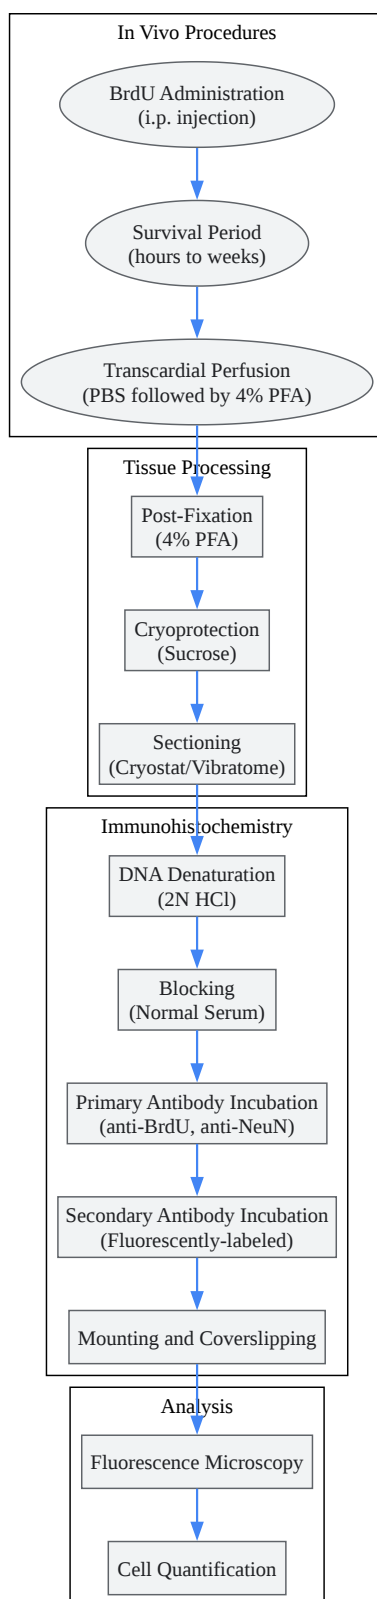 In Vivo Procedures
BrdU Administration
(i.p. injection)
Survival Period
(hours to weeks)
Transcardial Perfusion
(PBS followed by 4% PFA)
Tissue Processing
Post-Fixation
(4% PFA)
Cryoprotection
(Sucrose)
Sectioning
(Cryostat/Vibratome)
Immunohistochemistry
DNA Denaturation
(2N HCl)
Blocking
(Normal Serum)
Primary Antibody Incubation
(anti-BrdU, anti-NeuN)
Secondary Antibody Incubation
(Fluorescently-labeled)
Mounting and Coverslipping
Analysis
Fluorescence Microscopy
Cell Quantification